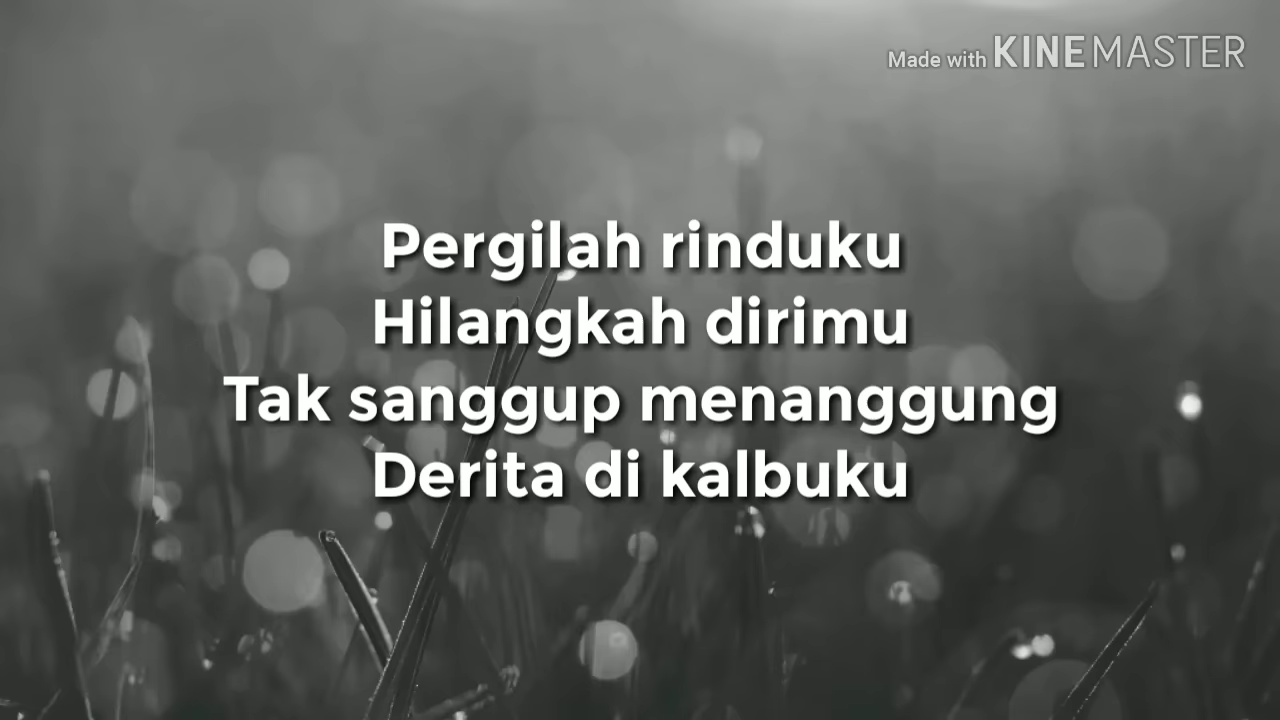 Made with KINEMASTER
Pergilah rinduku
Hilangkah dirimu
Tak sanggup menanggung
Derita di kalbuku